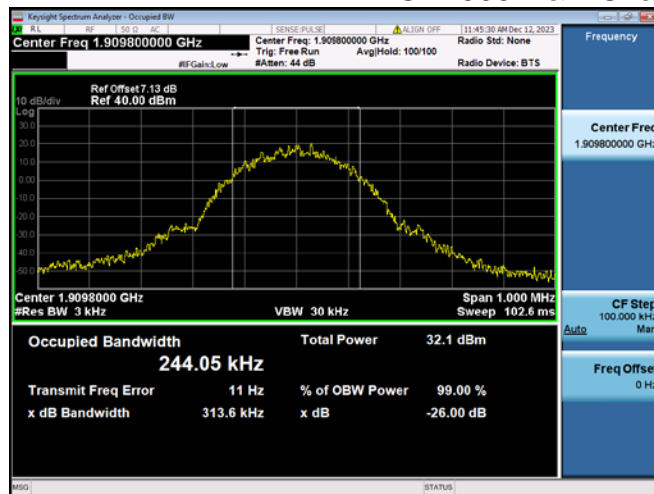 Keysight Spectrum Analyzer - Occupied BW
RL RF 50 Ω AC SENSE:PULSE ALIGN OFF 11:45:30 AM Dec 12, 2023
Center Freq 1.909800000 GHz
Center Freq: 1.909800000 GHz
Radio Std: None
Trig: Free Run Avg|Hold: 100/100
#IFGain:Low
#Atten: 44 dB
Radio Device: BTS
Frequency
Ref Offset 7.13 dB
10 dB/div Ref 40.00 dBm
Log
30.0
20.0
10.0
0.00
-10.0
-20.0
-30.0
-40.0
-50.0
Center Freq
1.909800000 GHz
Center 1.9098000 GHz Span 1.000 MHz
#Res BW 3 kHz VBW 30 kHz Sweep 102.6 ms
CF Step
100.000 kHz
Auto Man
Occupied Bandwidth Total Power 32.1 dBm
244.05 kHz
Transmit Freq Error 11 Hz % of OBW Power 99.00 %
x dB Bandwidth 313.6 kHz x dB -26.00 dB
Freq Offset
0 Hz
MSG STATUS